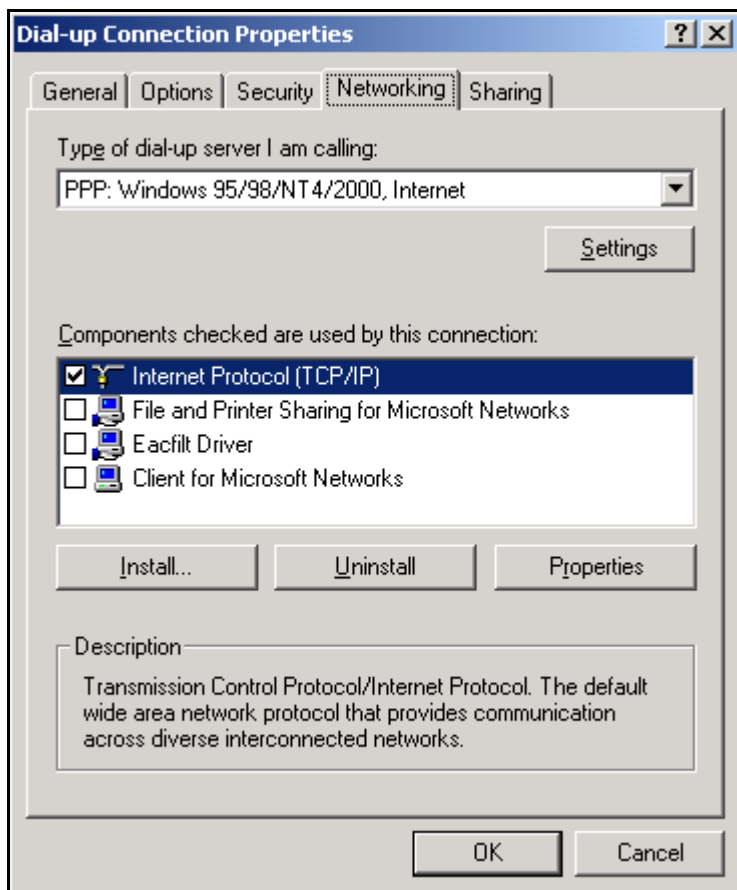 Dial-up Connection Properties
General Options Security Networking Sharing
Type of dial-up server I am calling:
PPP: Windows 95/98/NT4/2000, Internet
Settings
Components checked are used by this connection:
Internet Protocol (TCP/IP)
File and Printer Sharing for Microsoft Networks
Eacfilt Driver
Client for Microsoft Networks
Install... Uninstall Properties
Description
Transmission Control Protocol/Internet Protocol. The default
wide area network protocol that provides communication
across diverse interconnected networks.
OK Cancel